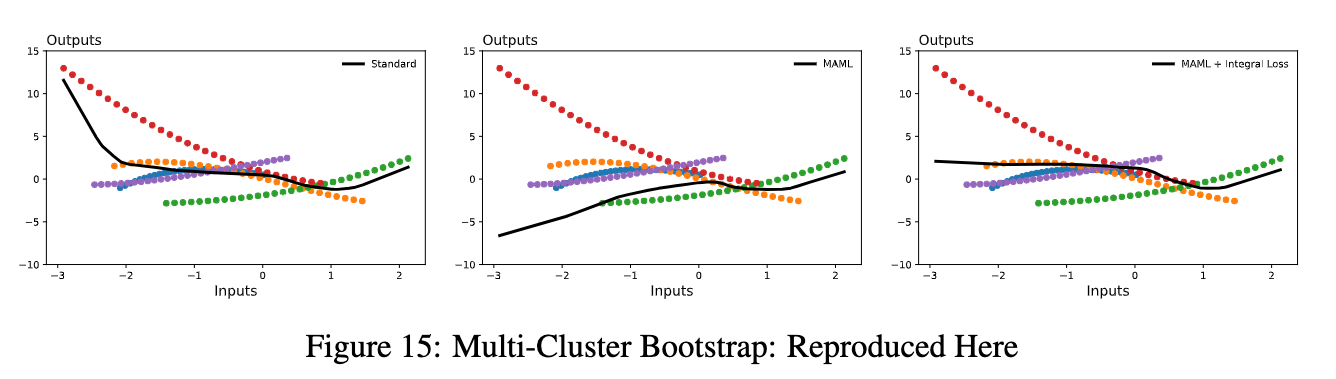 Outputs
15
10
5
0
−5
−10
−3 −2 −1 0 1 2
Inputs
Standard
Outputs
15
10
5
0
−5
−10
−3 −2 −1 0 1 2
Inputs
MAML
Outputs
15
10
5
0
−5
−10
−3 −2 −1 0 1 2
Inputs
MAML + Integral Loss
Figure 15: Multi-Cluster Bootstrap: Reproduced Here